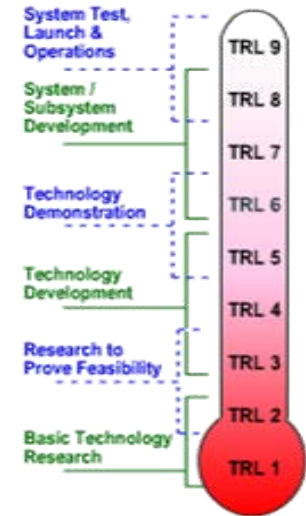 System Test,
Launch &
Operations
System /
Subsystem
Development
Technology
Demonstration
Technology
Development
Research to
Prove Feasibility
Basic Technology
Research
TRL 9
TRL 8
TRL 7
TRL 6
TRL 5
TRL 4
TRL 3
TRL 2
TRL 1